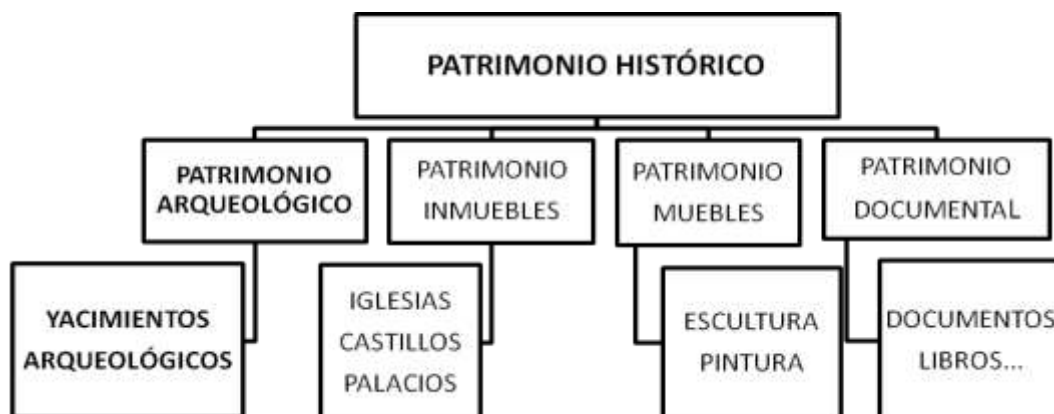 PATRIMONIO HISTÓRICO
PATRIMONIO
ARQUEOLÓGICO
PATRIMONIO
INMUEBLES
PATRIMONIO
MUEBLES
PATRIMONIO
DOCUMENTAL
YACIMIENTOS
ARQUEOLÓGICOS
IGLESIAS
CASTILLOS
PALACIOS
ESCULTURA
PINTURA
DOCUMENTOS
LIBROS...